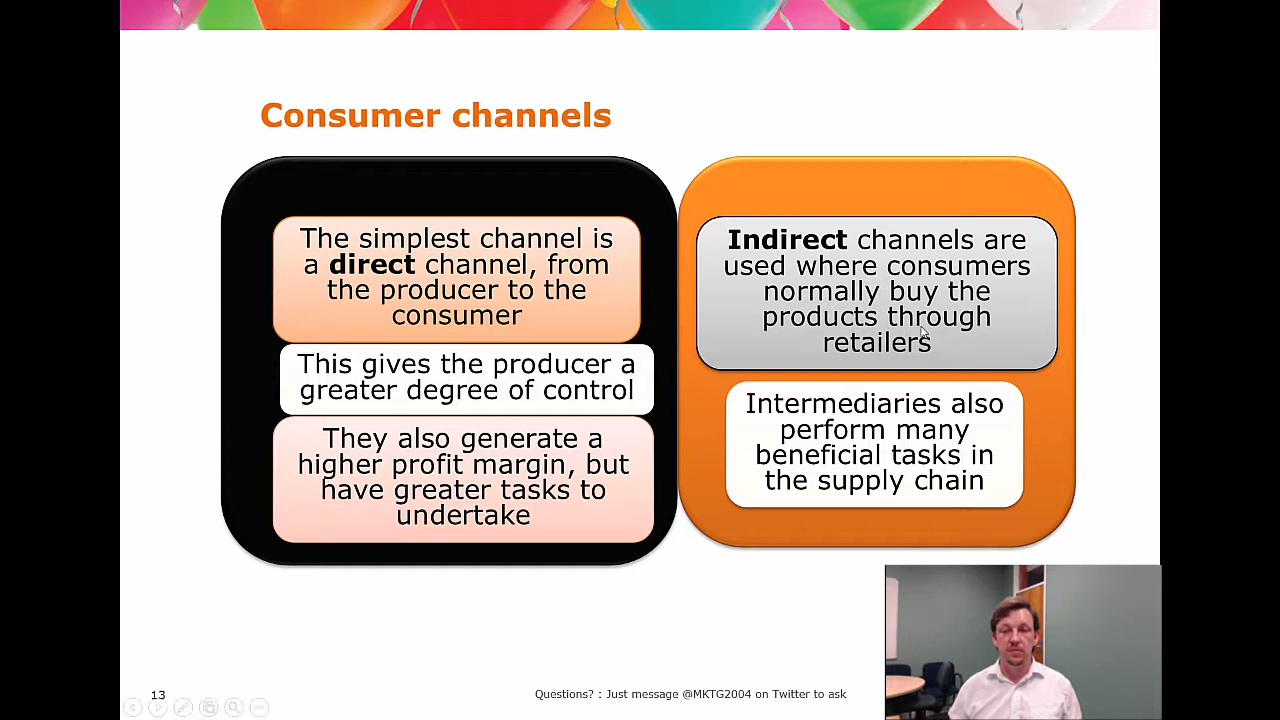 Consumer channels
The simplest channel is
a direct channel, from
the producer to the
consumer
This gives the producer a
greater degree of control
They also generate a
higher profit margin, but
have greater tasks to
undertake
Indirect channels are
used where consumers
normally buy the
products through
retailers
Intermediaries also
perform many
beneficial tasks in
the supply chain
13
Questions? : Just message @MKTG2004 on Twitter to ask